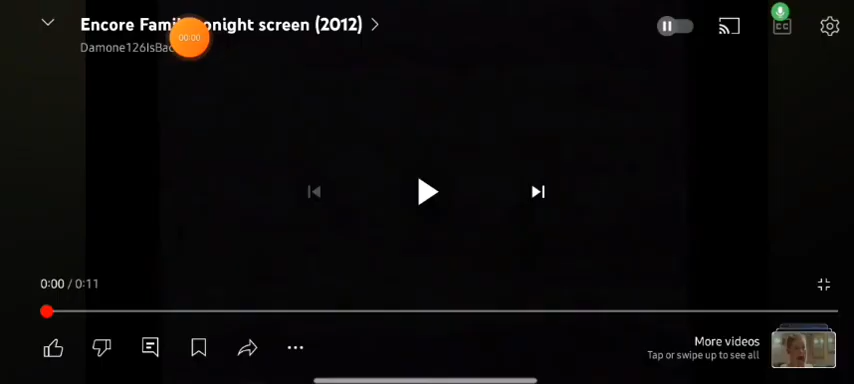 Encore Fami onight screen (2012)
00:00
Damone126IsBac
CC
0:00 / 0:11
More videos
Tap or swipe up to see all